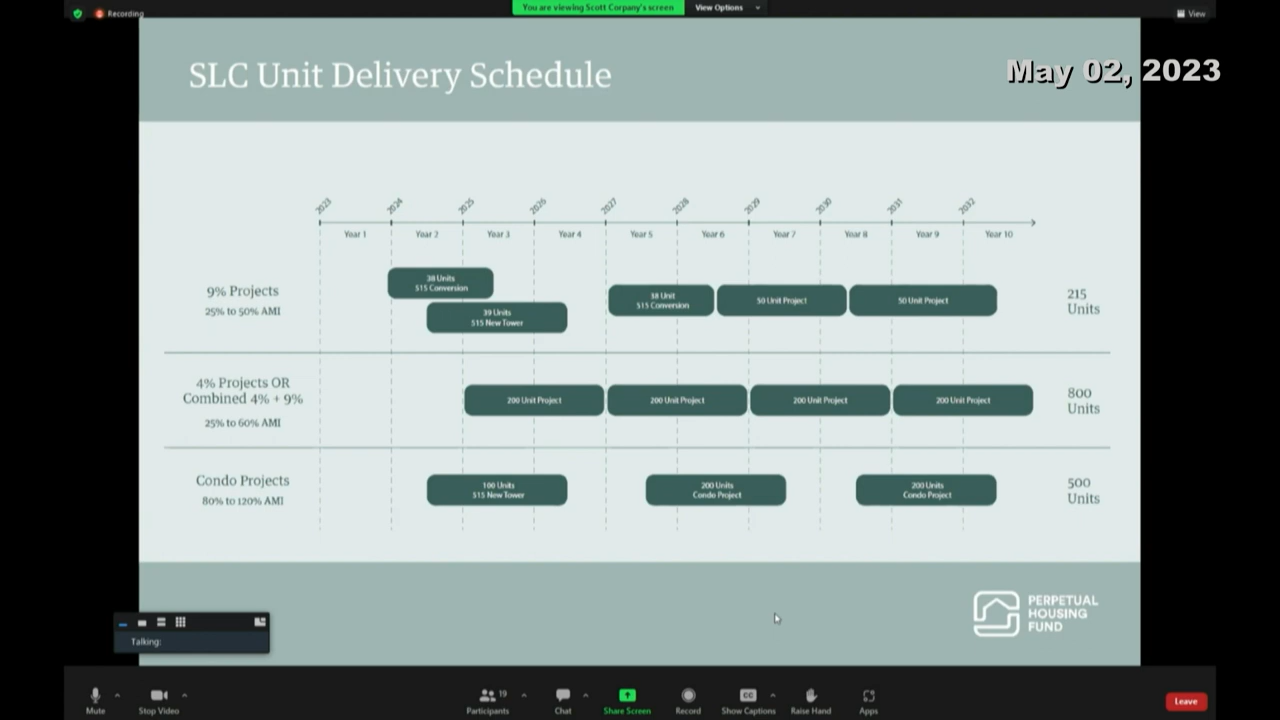 Recording
You are viewing Scott Corpany's screen
View Options
View
SLC Unit Delivery Schedule
May 02, 2023
2023
2024
2025
2026
2027
2028
2029
2030
2031
2032
Year 1
Year 2
Year 3
Year 4
Year 5
Year 6
Year 7
Year 8
Year 9
Year 10
9% Projects
25% to 50% AMI
38 Units
515 Conversion
39 Units
515 New Tower
38 Unit
515 Conversion
50 Unit Project
50 Unit Project
215
Units
4% Projects OR
Combined 4% + 9%
25% to 60% AMI
200 Unit Project
200 Unit Project
200 Unit Project
200 Unit Project
800
Units
Condo Projects
80% to 120% AMI
100 Units
515 New Tower
200 Units
Condo Project
200 Units
Condo Project
500
Units
PERPETUAL
HOUSING
FUND
Talking:
Mute
Stop Video
Participants
19
Chat
Share Screen
Record
CC
Show Captions
Raise Hand
Apps
Leave